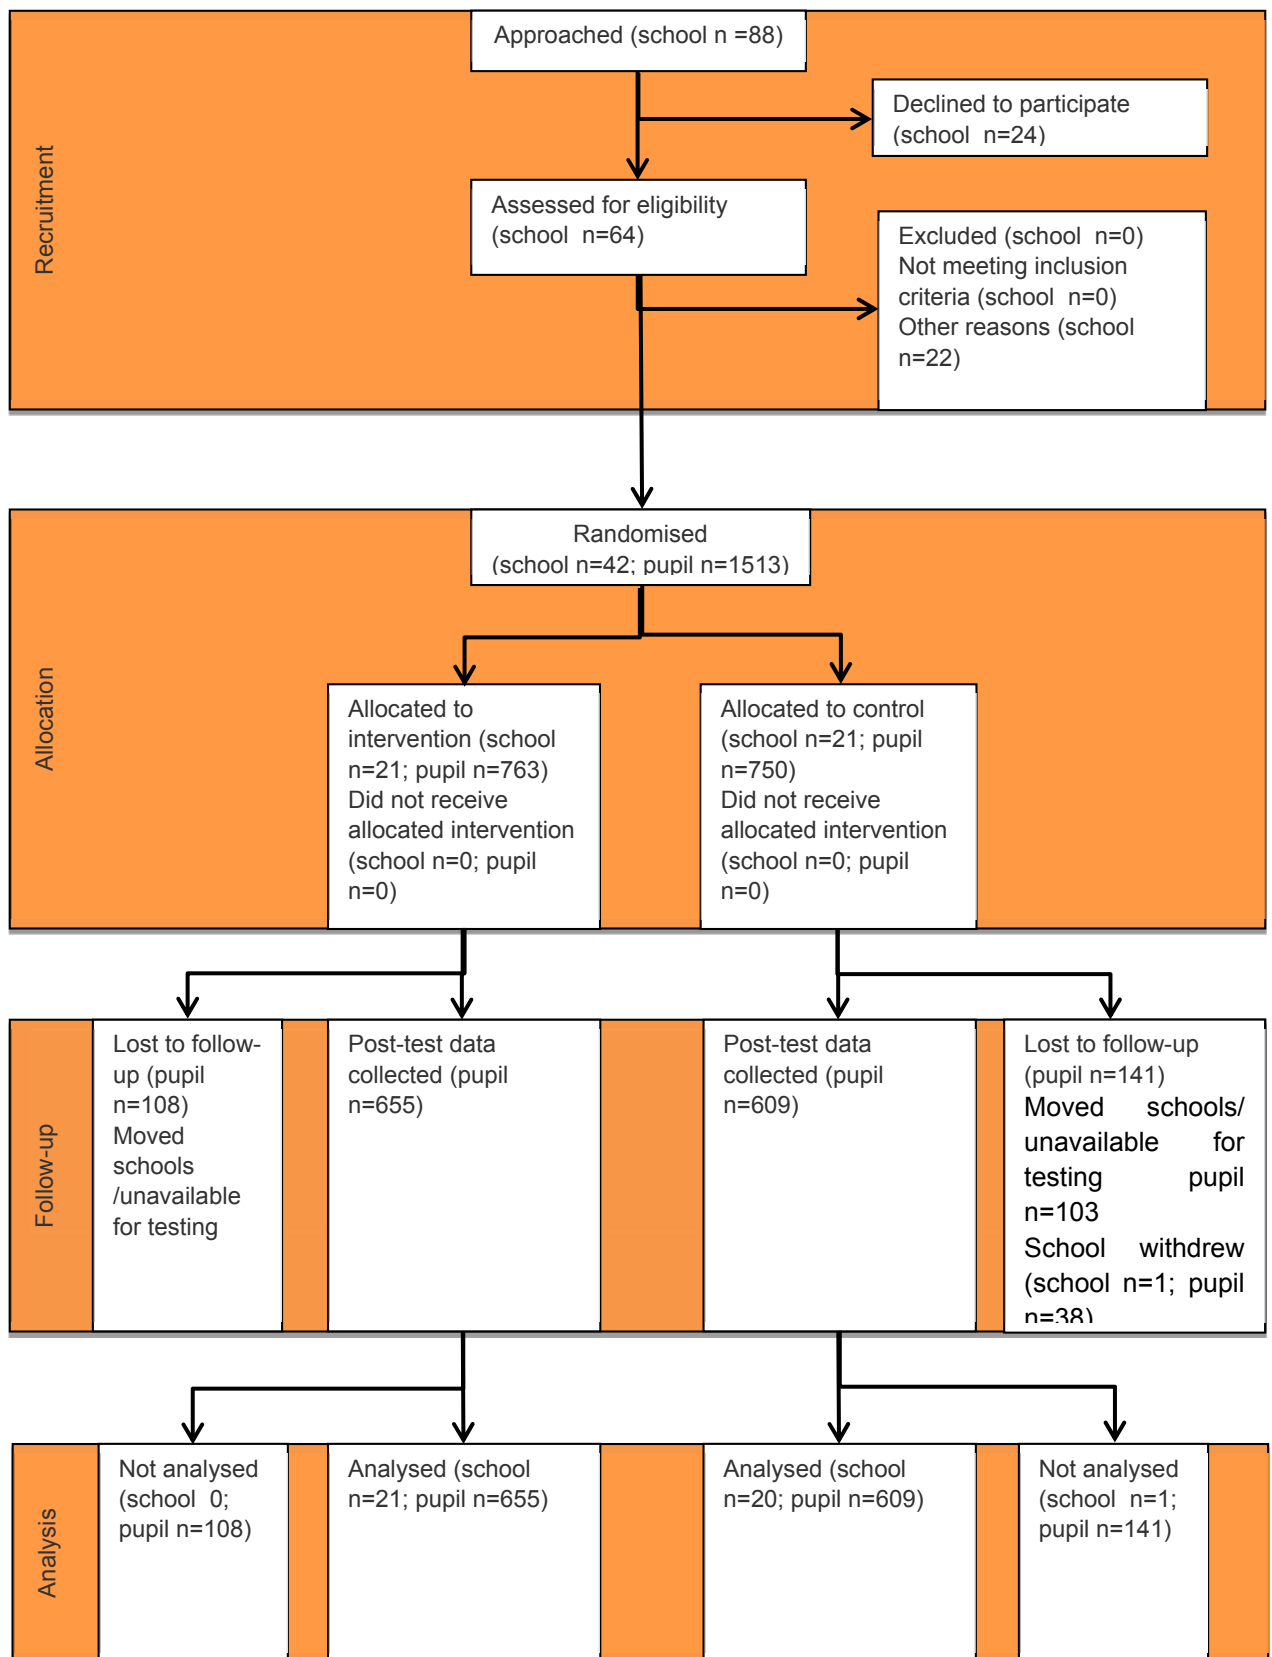 Recruitment
Approached (school n =88)
Declined to participate
(school  n=24)
Assessed for eligibility
(school  n=64)
Excluded (school  n=0)
Not meeting inclusion
criteria (school  n=0)
Other reasons (school
n=22)
Allocation
Randomised
(school n=42; pupil n=1513)
Allocated to
intervention (school
n=21; pupil n=763)
Did not receive
allocated intervention
(school n=0; pupil
n=0)
Allocated to control
(school n=21; pupil
n=750)
Did not receive
allocated intervention
(school n=0; pupil
n=0)
Follow-up
Lost to follow-
up (pupil
n=108)
Moved
schools
/unavailable
for testing
Post-test data
collected (pupil
n=655)
Post-test data
collected (pupil
n=609)
Lost to follow-up
(pupil n=141)
Moved schools/
unavailable for
testing pupil
n=103
School withdrew
(school n=1; pupil
n=38)
Analysis
Not analysed
(school  0;
pupil n=108)
Analysed (school
n=21; pupil n=655)
Analysed (school
n=20; pupil n=609)
Not analysed
(school  n=1;
pupil n=141)